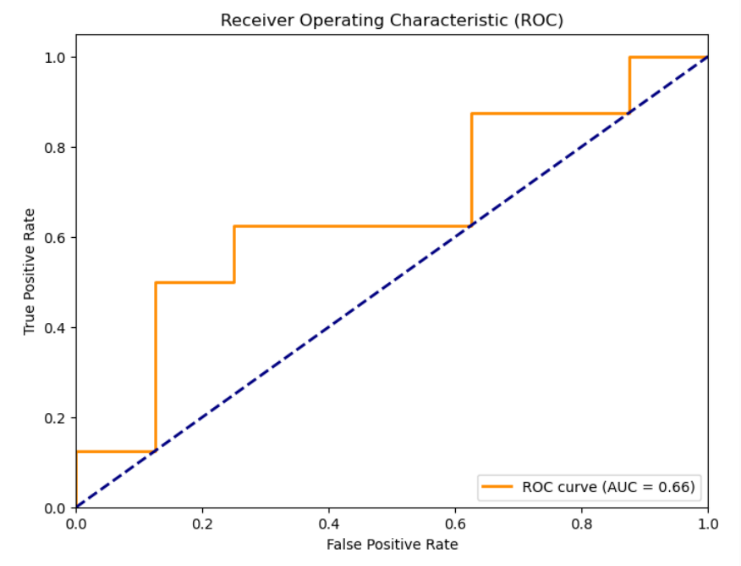 Receiver Operating Characteristic (ROC)
1.0
0.8
0.6
0.4
0.2
0.0
True Positive Rate
ROC curve (AUC = 0.66)
0.0 0.2 0.4 0.6 0.8 1.0
False Positive Rate